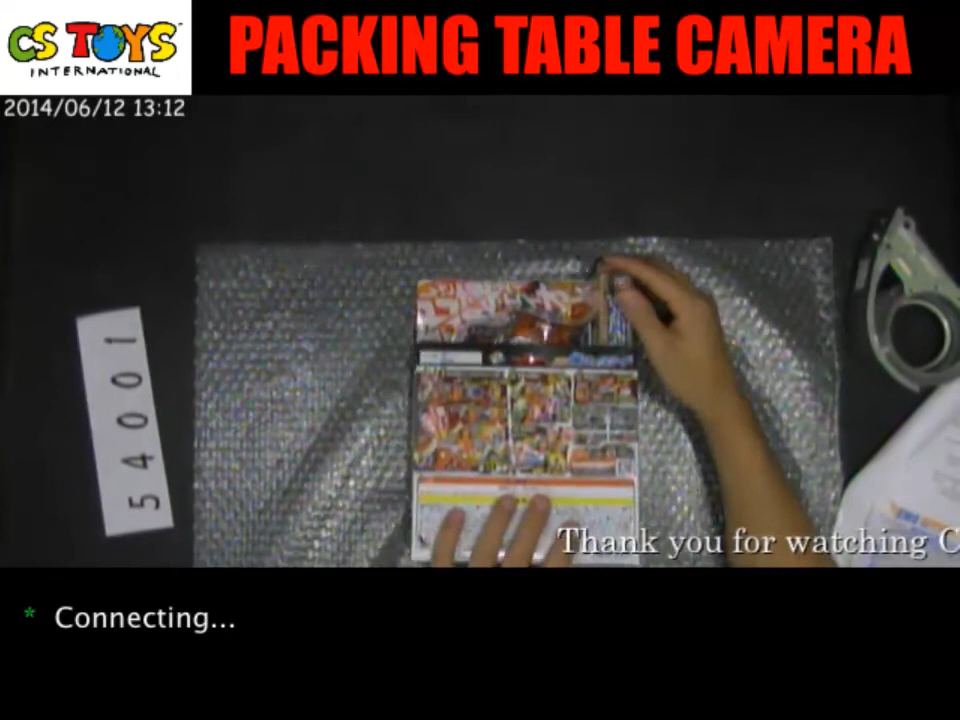 CS TOYS
INTERNATIONAL
PACKING TABLE CAMERA
2014/06/12 13:12
54001
Thank you for watching C
* Connecting...